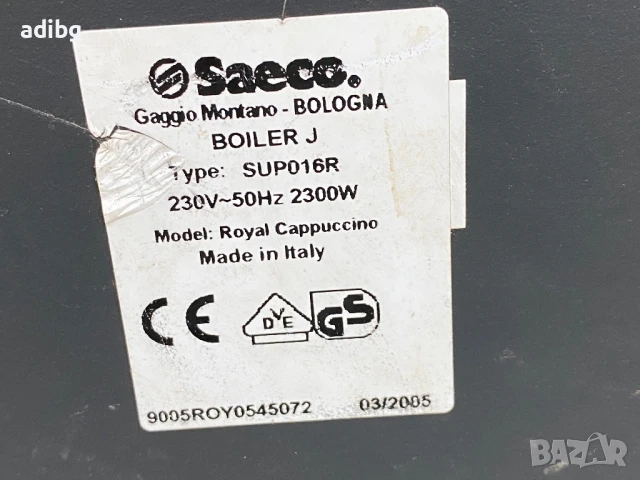 adibg
Saeco.®
Gaggio Montano - BOLOGNA
BOILER J
Type: SUP016R
230V~50Hz 2300W
Model: Royal Cappuccino
Made in Italy
CE DVE GS
9005ROY0545072 03/2005
BAZAR